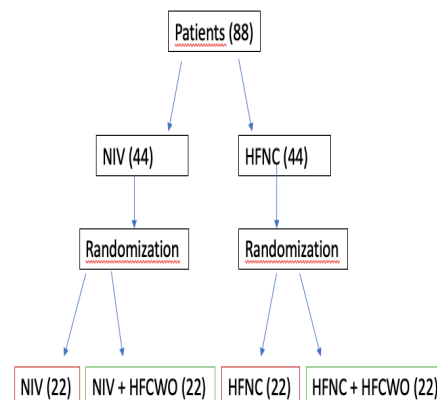 Patients (88)
NIV (44)
HFNC (44)
Randomization
Randomization
NIV (22)
NIV + HFCWO (22)
HFNC (22)
HFNC + HFCWO (22)